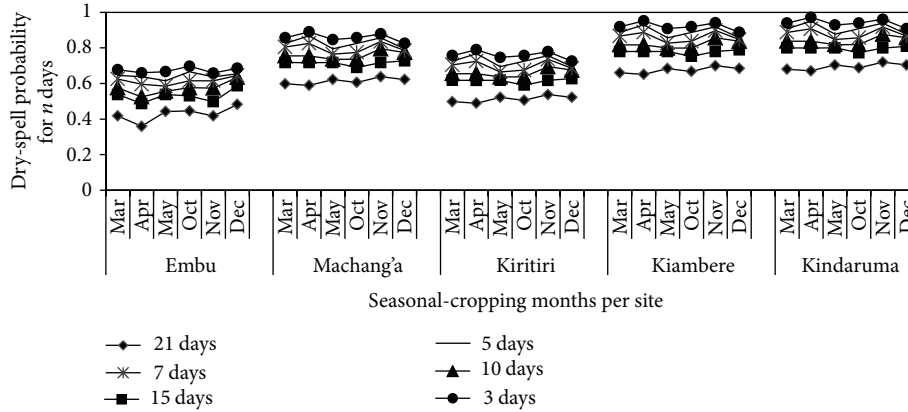 Dry-spell probability
for n days
1
0.8
0.6
0.4
0.2
0
Mar Apr May Oct Nov Dec Mar Apr May Oct Nov Dec Mar Apr May Oct Nov Dec Mar Apr May Oct Nov Dec Mar Apr May Oct Nov Dec
Embu Machang'a Kiritiri Kiambere Kindaruma
Seasonal-cropping months per site
21 days 5 days
7 days 10 days
15 days 3 days